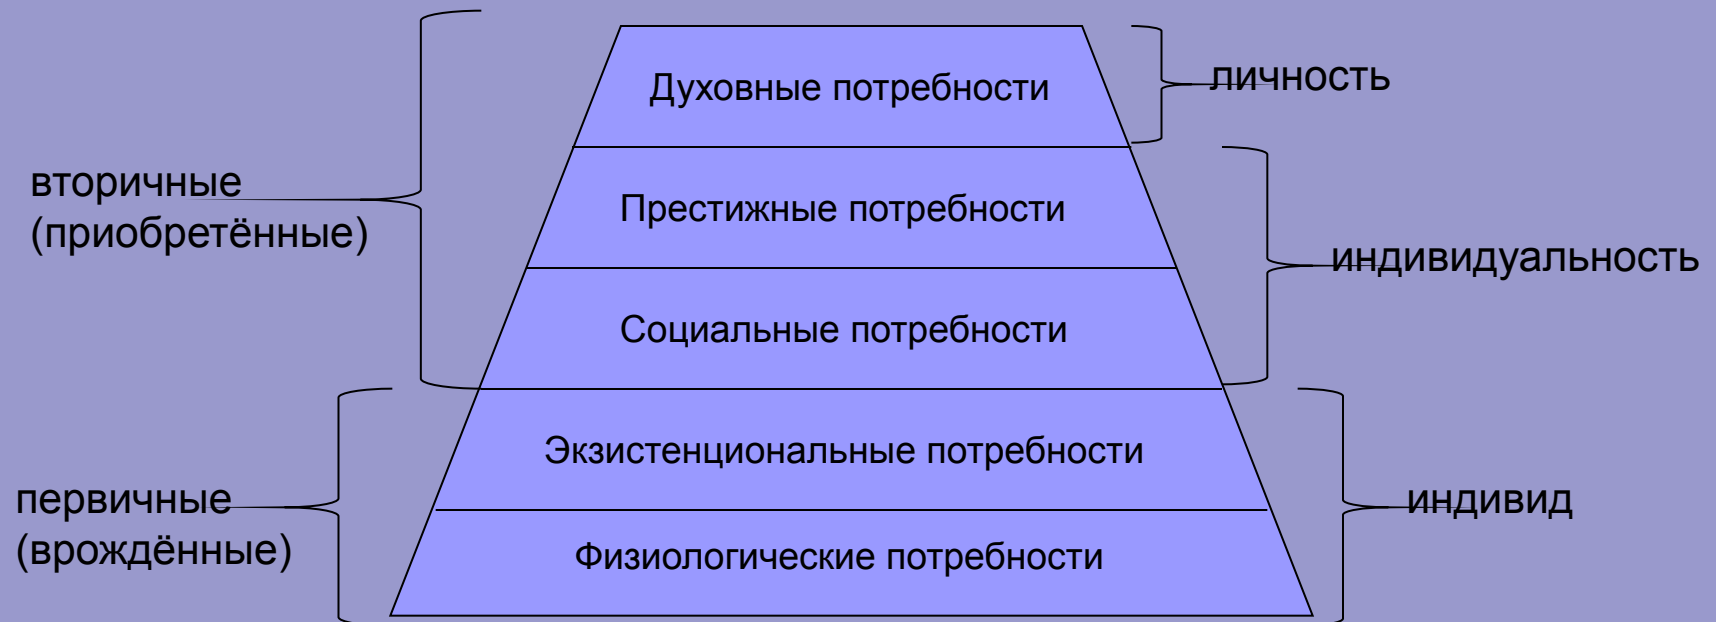 Духовные потребности
личность
вторичные
(приобретённые)
Престижные потребности
индивидуальность
Социальные потребности
Экзистенциональные потребности
первичные
(врождённые)
индивид
Физиологические потребности